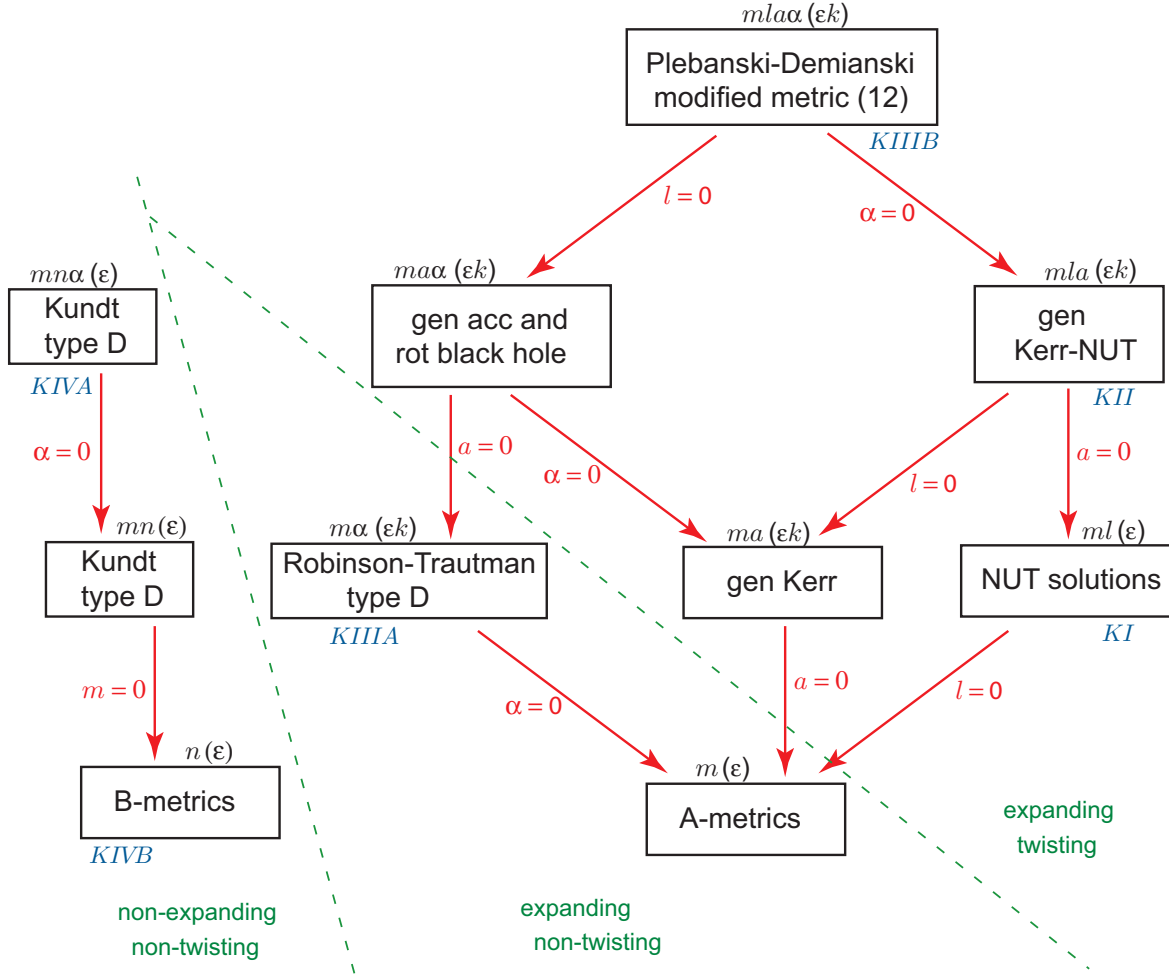 mlaα (εk)
Plebanski-Demianski
modified metric (12)
KIIIB
l = 0
α = 0
mnα (ε)
Kundt
type D
KIVA
maα (εk)
gen acc and
rot black hole
mla (εk)
gen
Kerr-NUT
KII
α = 0
a = 0
α = 0
l = 0
a = 0
mn (ε)
Kundt
type D
mα (εk)
Robinson-Trautman
type D
KIIIA
ma (εk)
gen Kerr
ml (ε)
NUT solutions
KI
m = 0
α = 0
a = 0
l = 0
n (ε)
B-metrics
KIVB
m (ε)
A-metrics
expanding
twisting
non-expanding
non-twisting
expanding
non-twisting